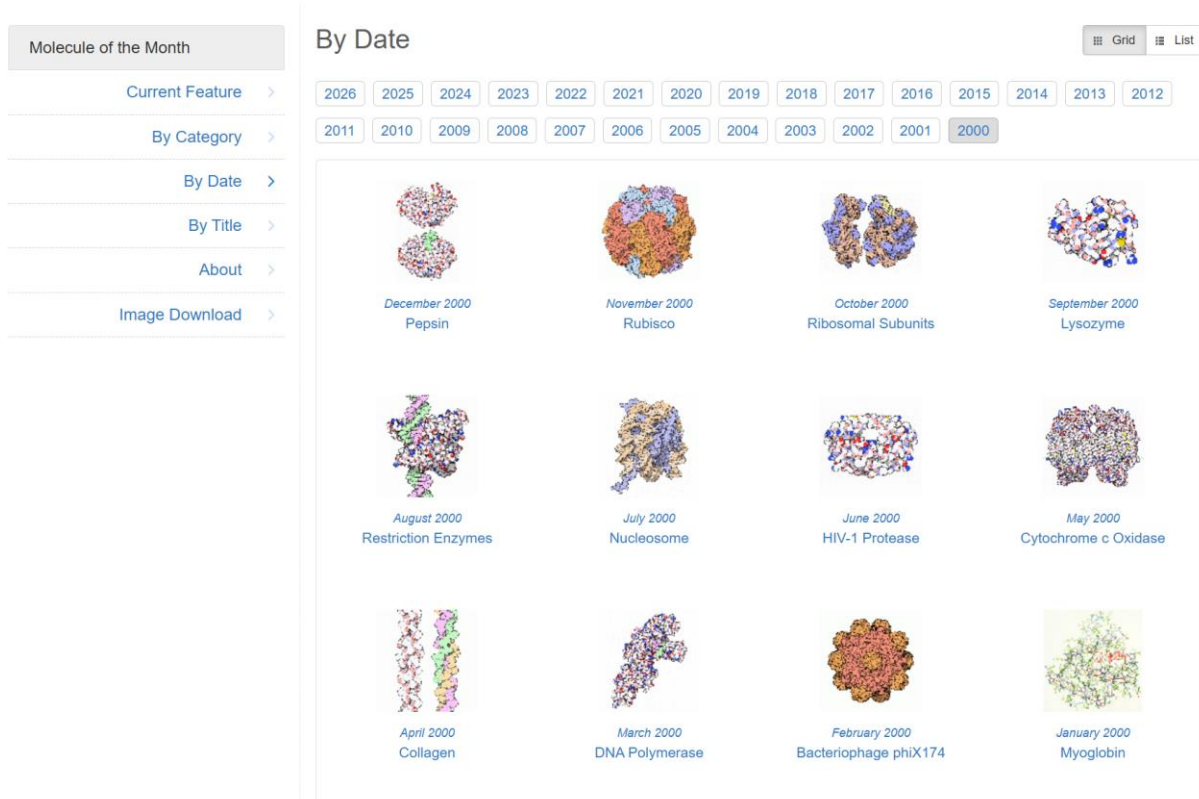 Molecule of the Month
Current Feature
By Category
By Date
By Title
About
Image Download
By Date
Grid List
2026 2025 2024 2023 2022 2021 2020 2019 2018 2017 2016 2015 2014 2013 2012
2011 2010 2009 2008 2007 2006 2005 2004 2003 2002 2001 2000
December 2000 November 2000 October 2000 September 2000
Pepsin Rubisco Ribosomal Subunits Lysozyme
August 2000 July 2000 June 2000 May 2000
Restriction Enzymes Nucleosome HIV-1 Protease Cytochrome c Oxidase
April 2000 March 2000 February 2000 January 2000
Collagen DNA Polymerase Bacteriophage phiX174 Myoglobin